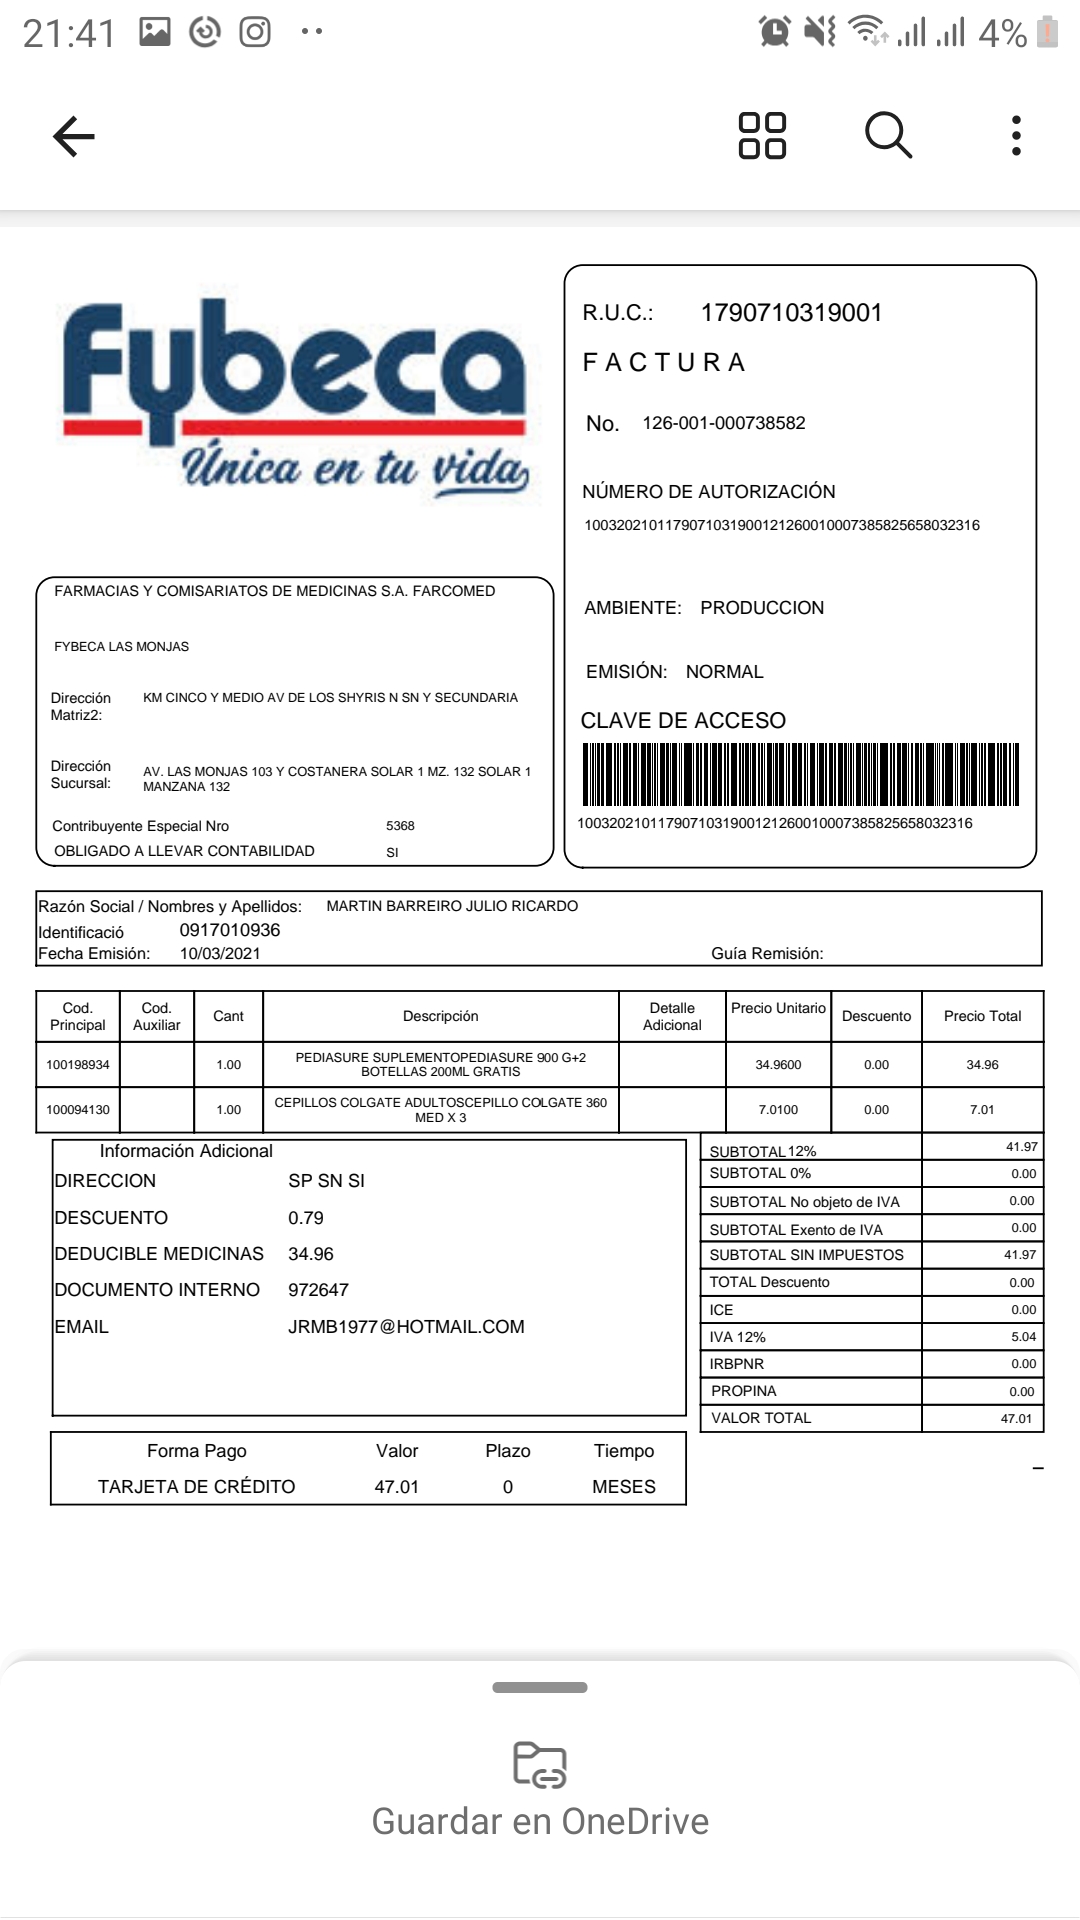 21:41
4%
Fybeca
Única en tu vida
R.U.C.: 1790710319001
FACTURA
No. 126-001-000738582
NÚMERO DE AUTORIZACIÓN
1003202101179071031900121260010007385825658032316
AMBIENTE: PRODUCCION
EMISIÓN: NORMAL
CLAVE DE ACCESO
1003202101179071031900121260010007385825658032316
FARMACIAS Y COMISARIATOS DE MEDICINAS S.A. FARCOMED
FYBECA LAS MONJAS
Dirección Matriz2: KM CINCO Y MEDIO AV DE LOS SHYRIS N SN Y SECUNDARIA
Dirección Sucursal: AV. LAS MONJAS 103 Y COSTANERA SOLAR 1 MZ. 132 SOLAR 1
MANZANA 132
Contribuyente Especial Nro 5368
OBLIGADO A LLEVAR CONTABILIDAD SI
Razón Social / Nombres y Apellidos: MARTIN BARREIRO JULIO RICARDO
Identificació 0917010936
Fecha Emisión: 10/03/2021 Guía Remisión:
Cod. Principal Cod. Auxiliar Cant Descripción Detalle Adicional Precio Unitario Descuento Precio Total
100198934 1.00 PEDIASURE SUPLEMENTOPEDIASURE 900 G+2 BOTELLAS 200ML GRATIS 34.9600 0.00 34.96
100094130 1.00 CEPILLOS COLGATE ADULTOSCEPILLO COLGATE 360 MED X 3 7.0100 0.00 7.01
Información Adicional
DIRECCION SP SN SI
DESCUENTO 0.79
DEDUCIBLE MEDICINAS 34.96
DOCUMENTO INTERNO 972647
EMAIL JRMB1977@HOTMAIL.COM
SUBTOTAL 12% 41.97
SUBTOTAL 0% 0.00
SUBTOTAL No objeto de IVA 0.00
SUBTOTAL Exento de IVA 0.00
SUBTOTAL SIN IMPUESTOS 41.97
TOTAL Descuento 0.00
ICE 0.00
IVA 12% 5.04
IRBPNR 0.00
PROPINA 0.00
VALOR TOTAL 47.01
Forma Pago Valor Plazo Tiempo
TARJETA DE CRÉDITO 47.01 0 MESES
Guardar en OneDrive